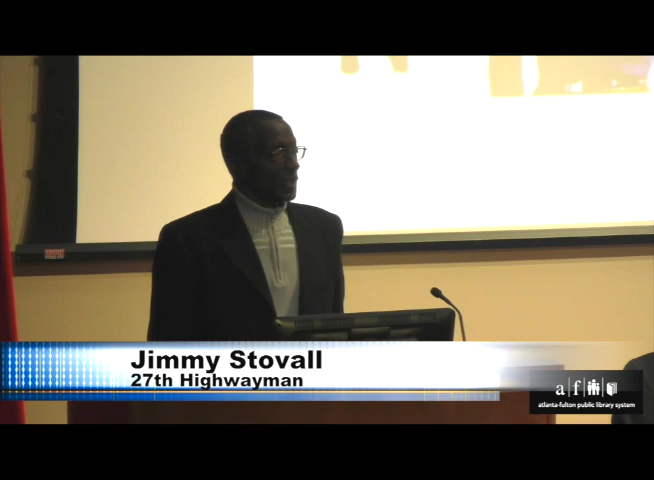 Jimmy Stovall
27th Highwayman
a|f|
atlanta-fulton public library system